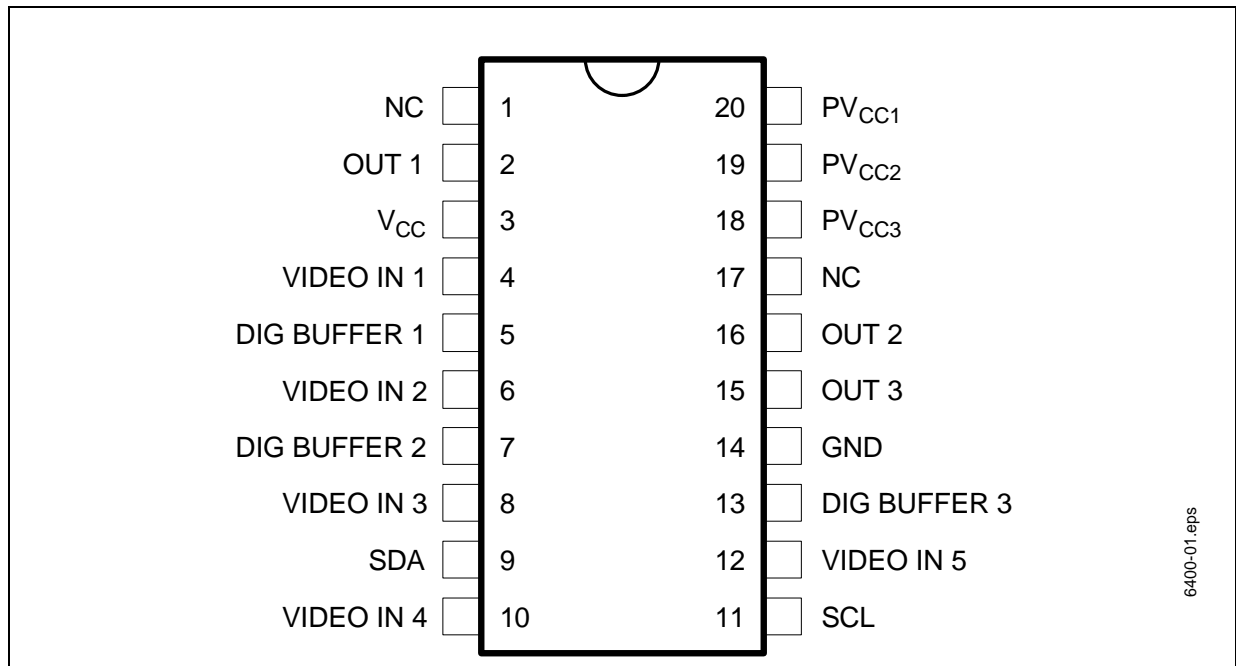 NC 1 20 PVCC1
OUT 1 2 19 PVCC2
VCC 3 18 PVCC3
VIDEO IN 1 4 17 NC
DIG BUFFER 1 5 16 OUT 2
VIDEO IN 2 6 15 OUT 3
DIG BUFFER 2 7 14 GND
VIDEO IN 3 8 13 DIG BUFFER 3
SDA 9 12 VIDEO IN 5
VIDEO IN 4 10 11 SCL
6400-01.eps